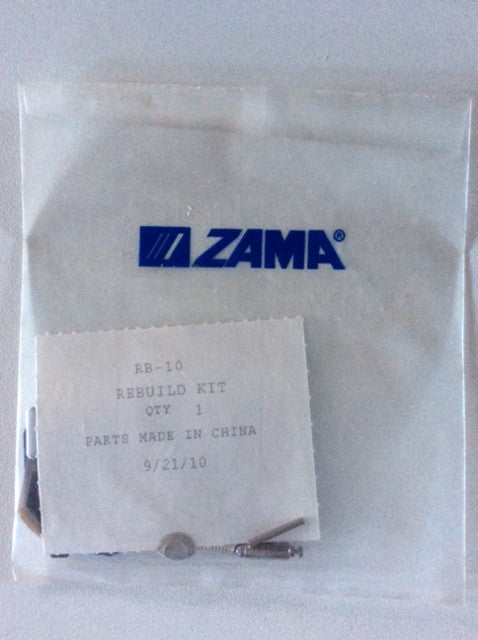 ZAMA®
RB-10
REBUILD KIT
QTY 1
PARTS MADE IN CHINA
9/21/10